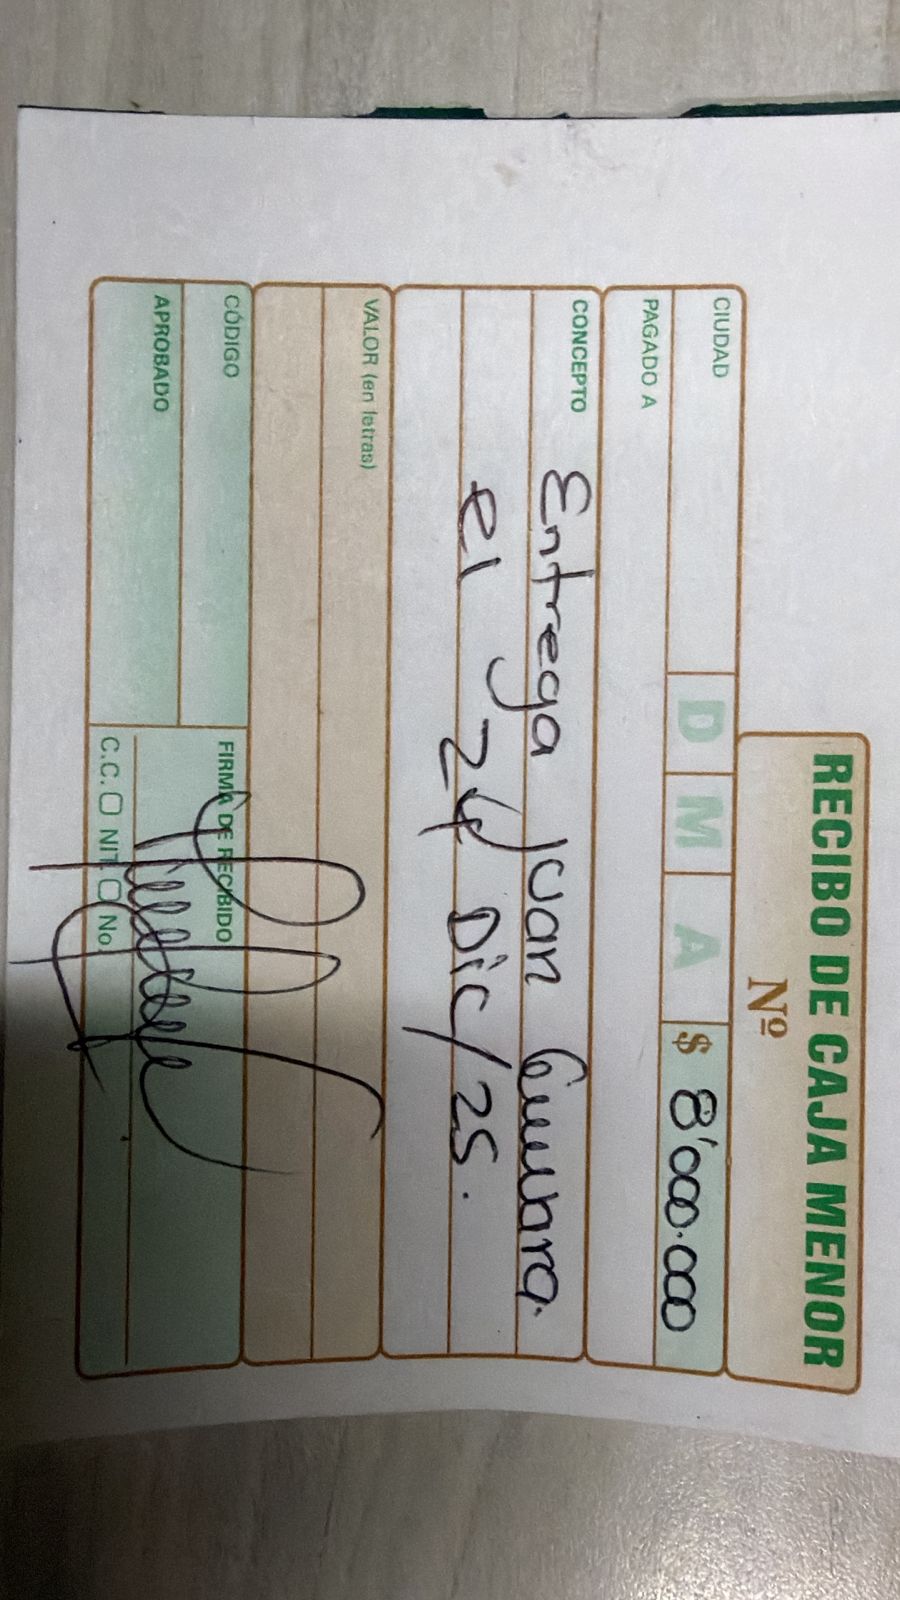 RECIBO DE CAJA MENOR
Nº
CIUDAD D M A $ 8'000.000
PAGADO A
CONCEPTO Entrega Juan
el 24 Dic/25.
VALOR (en letras)
CÓDIGO
FIRMA DE RECIBIDO
APROBADO
C.C. NIT. No.